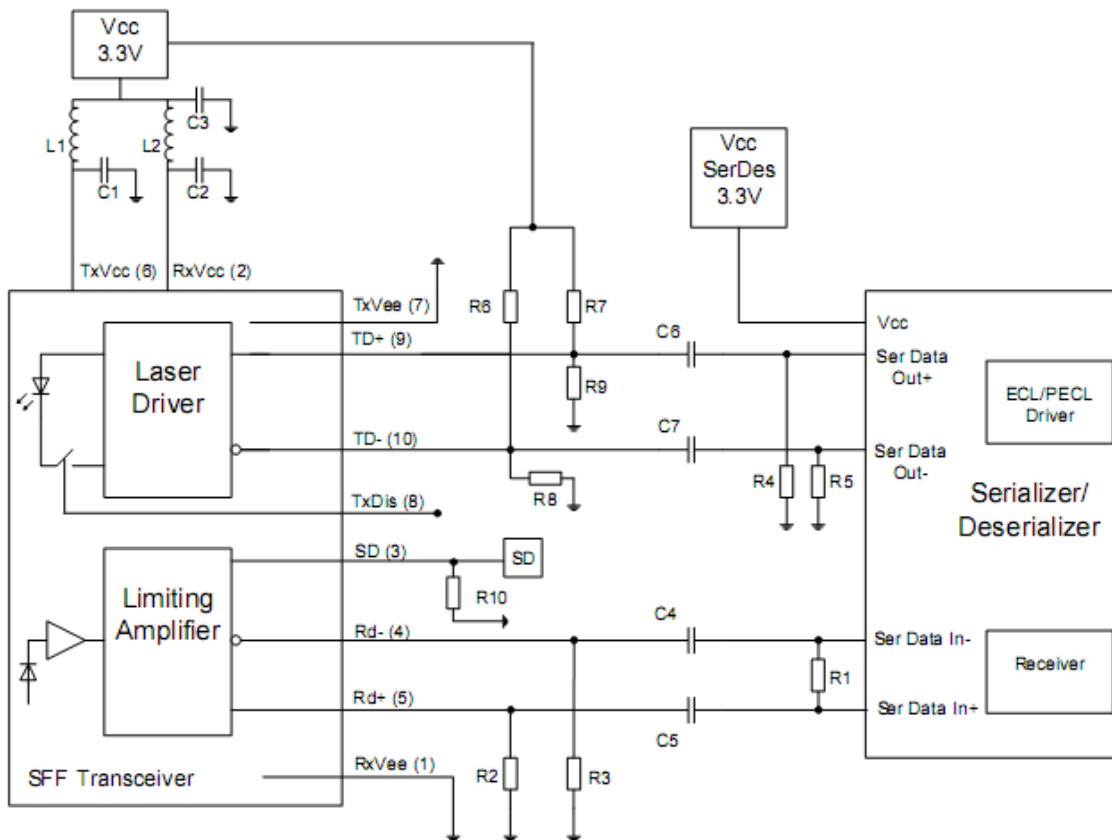 Vcc
3.3V
C3
L1
L2
C1
C2
Vcc
SerDes
3.3V
TxVcc (6)
RxVcc (2)
TxVee (7)
R6
R7
Vcc
TD+ (9)
C6
Ser Data
Out+
Laser
Driver
R9
ECL/PECL
Driver
TD- (10)
C7
Ser Data
Out-
R8
R4
R5
Serializer/
Deserializer
TxDis (8)
SD (3)
SD
Limiting
Amplifier
R10
C4
Rd- (4)
Ser Data In-
R1
Receiver
Rd+ (5)
C5
Ser Data In+
RxVee (1)
SFF Transceiver
R2
R3